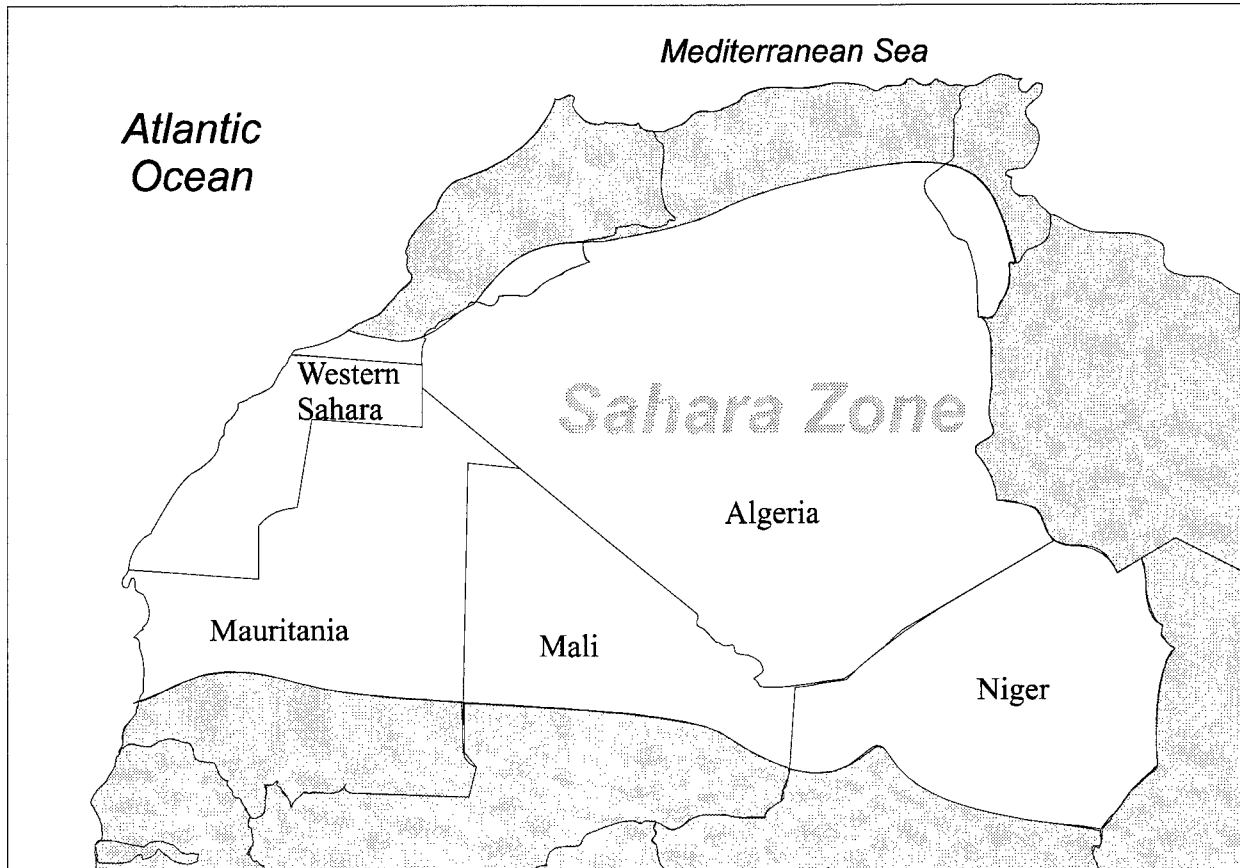 Mediterranean Sea
Atlantic
Ocean
Western
Sahara
Sahara Zone
Algeria
Mauritania
Mali
Niger